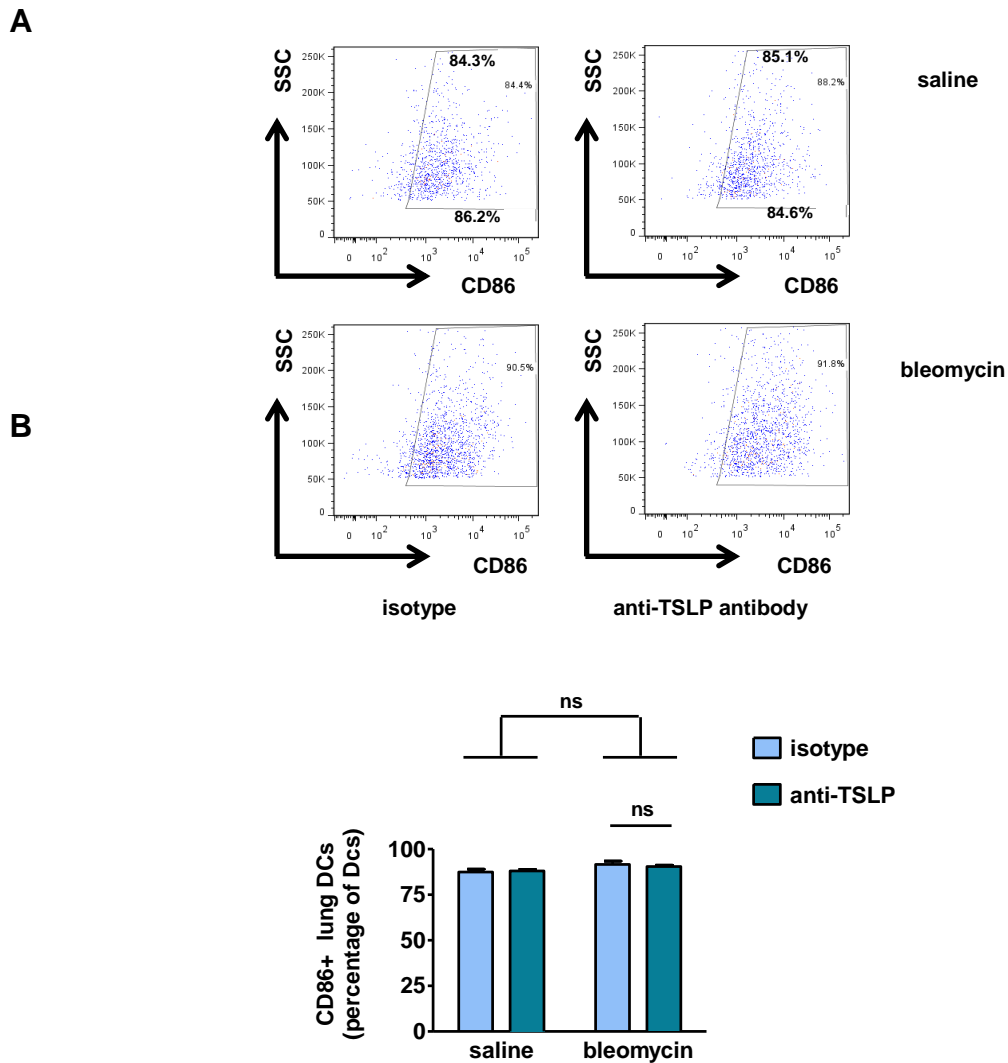 A
SSC
250K
200K
150K
100K
50K
0
84.3%
84.4%
86.2%
0 10^2 10^3 10^4 10^5
CD86
SSC
250K
200K
150K
100K
50K
0
85.1%
88.2%
84.6%
0 10^2 10^3 10^4 10^5
CD86
saline
B
SSC
250K
200K
150K
100K
50K
0
90.5%
0 10^2 10^3 10^4 10^5
CD86
SSC
250K
200K
150K
100K
50K
0
91.8%
0 10^2 10^3 10^4 10^5
CD86
bleomycin
isotype
anti-TSLP antibody
ns
isotype
anti-TSLP
ns
CD86+ lung DCs
(percentage of Dcs)
100
75
50
25
0
saline bleomycin